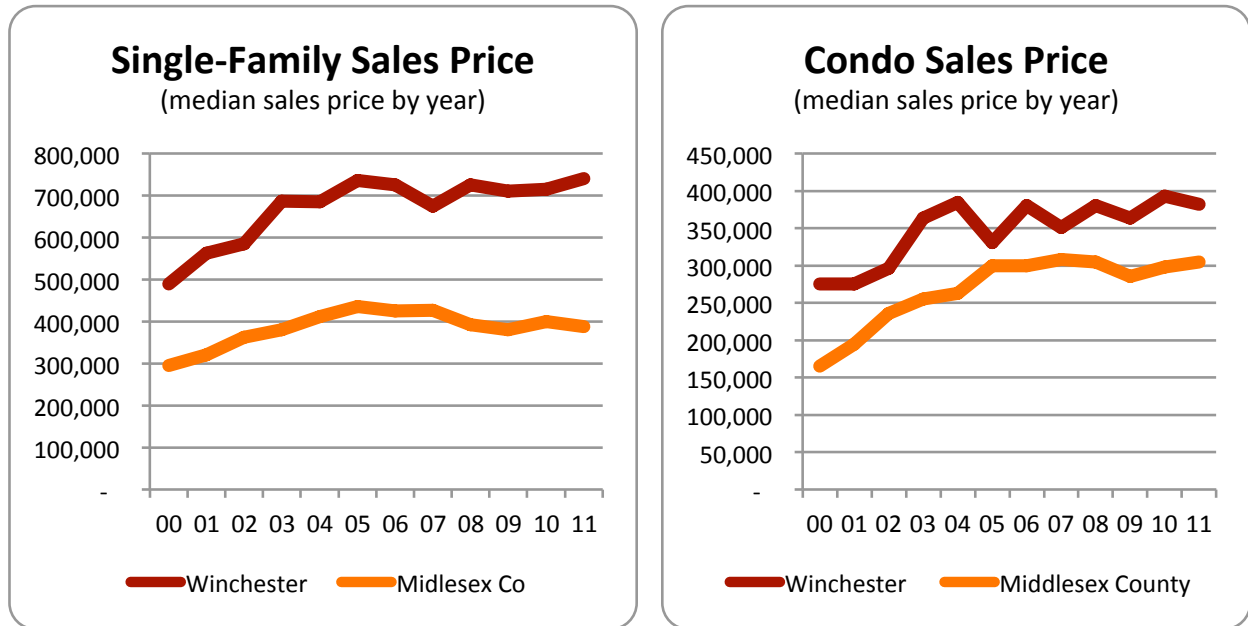 Single-Family Sales Price
(median sales price by year)
800,000
700,000
600,000
500,000
400,000
300,000
200,000
100,000
-
00 01 02 03 04 05 06 07 08 09 10 11
Winchester Midlesex Co
Condo Sales Price
(median sales price by year)
450,000
400,000
350,000
300,000
250,000
200,000
150,000
100,000
50,000
-
00 01 02 03 04 05 06 07 08 09 10 11
Winchester Middlesex County